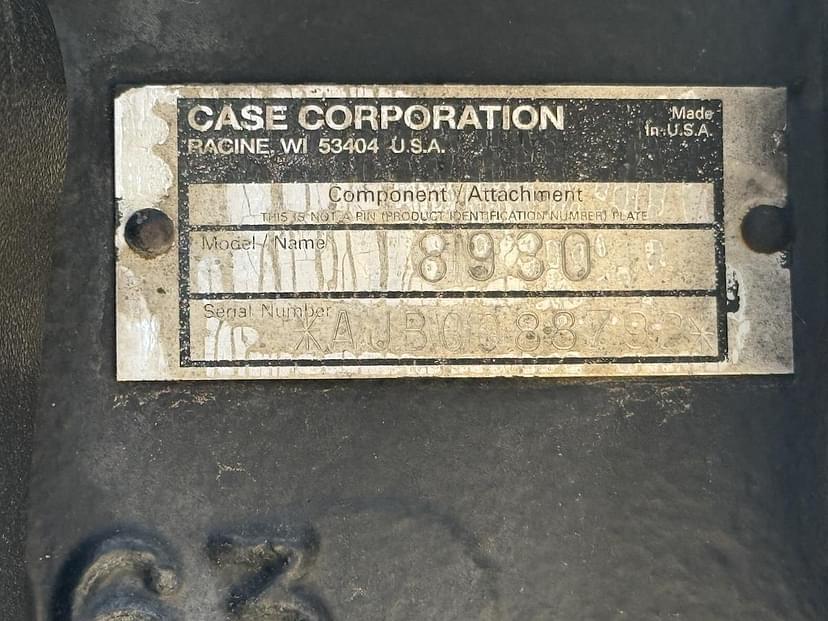 CASE CORPORATION
RACINE, WI 53404 U.S.A.
Made
In U.S.A.
Component / Attachment
THIS IS NOT A PIN (PRODUCT IDENTIFICATION NUMBER) PLATE
Model / Name
8930
Serial Number